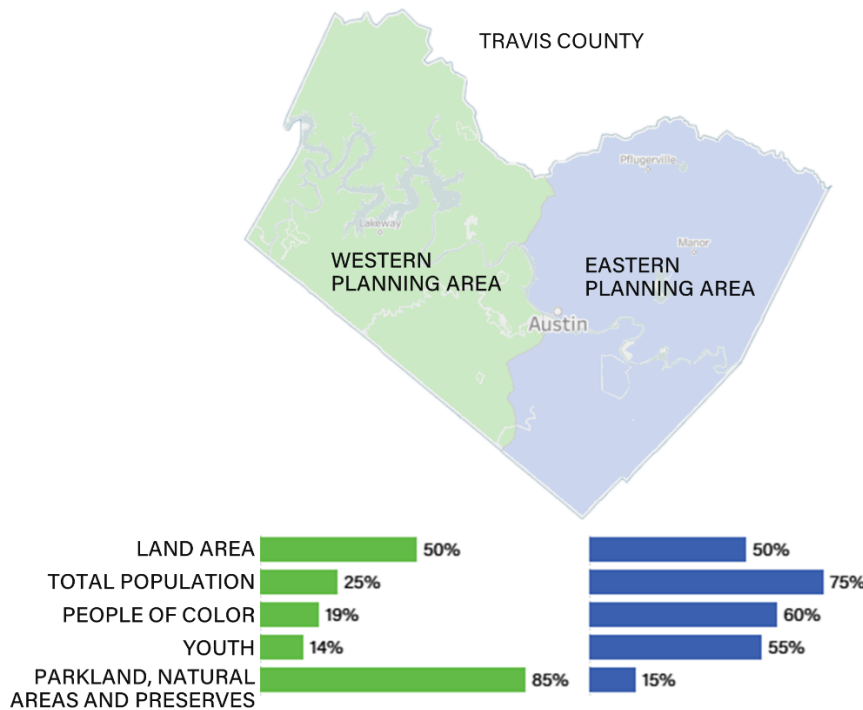 TRAVIS COUNTY
Pflugerville
Lakeway
Manor
WESTERN
PLANNING AREA
EASTERN
PLANNING AREA
Austin
LAND AREA 50% 50%
TOTAL POPULATION 25% 75%
PEOPLE OF COLOR 19% 60%
YOUTH 14% 55%
PARKLAND, NATURAL 85% 15%
AREAS AND PRESERVES